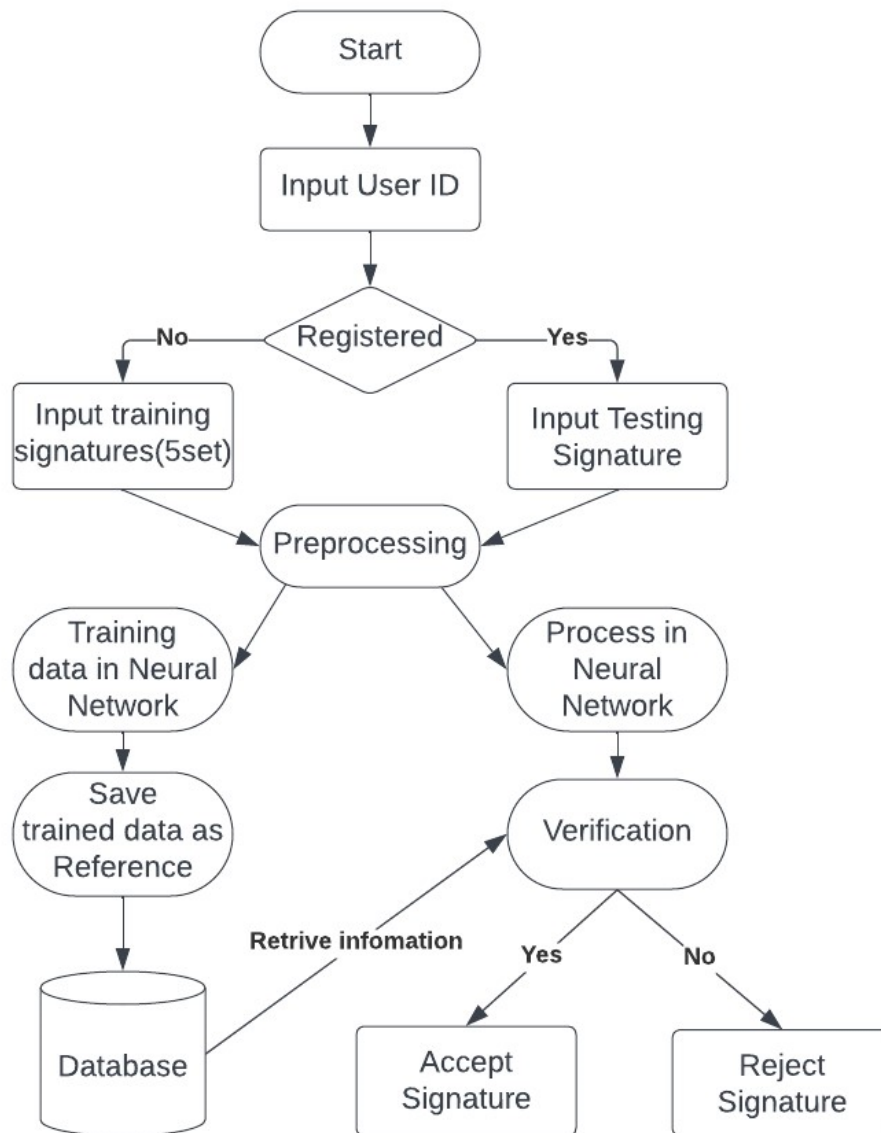 Start
Input User ID
Registered
No
Yes
Input training
signatures(5set)
Input Testing
Signature
Preprocessing
Training
data in Neural
Network
Process in
Neural
Network
Save
trained data as
Reference
Verification
Retrive infomation
Yes
No
Database
Accept
Signature
Reject
Signature